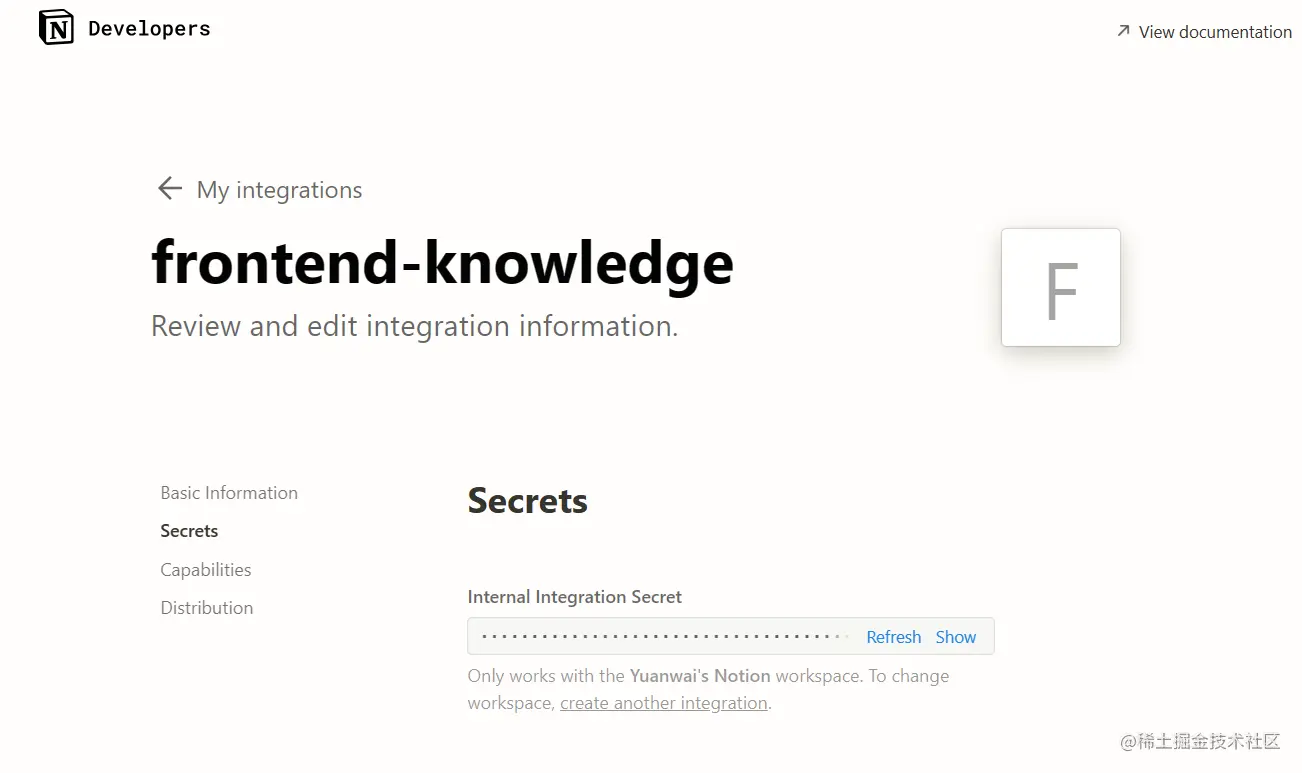 N Developers
↗ View documentation
← My integrations
frontend-knowledge
F
Review and edit integration information.
Basic Information
Secrets
Capabilities
Distribution
Secrets
Internal Integration Secret
Refresh Show
Only works with the Yuanwai's Notion workspace. To change
workspace, create another integration.
@稀土掘金技术社区